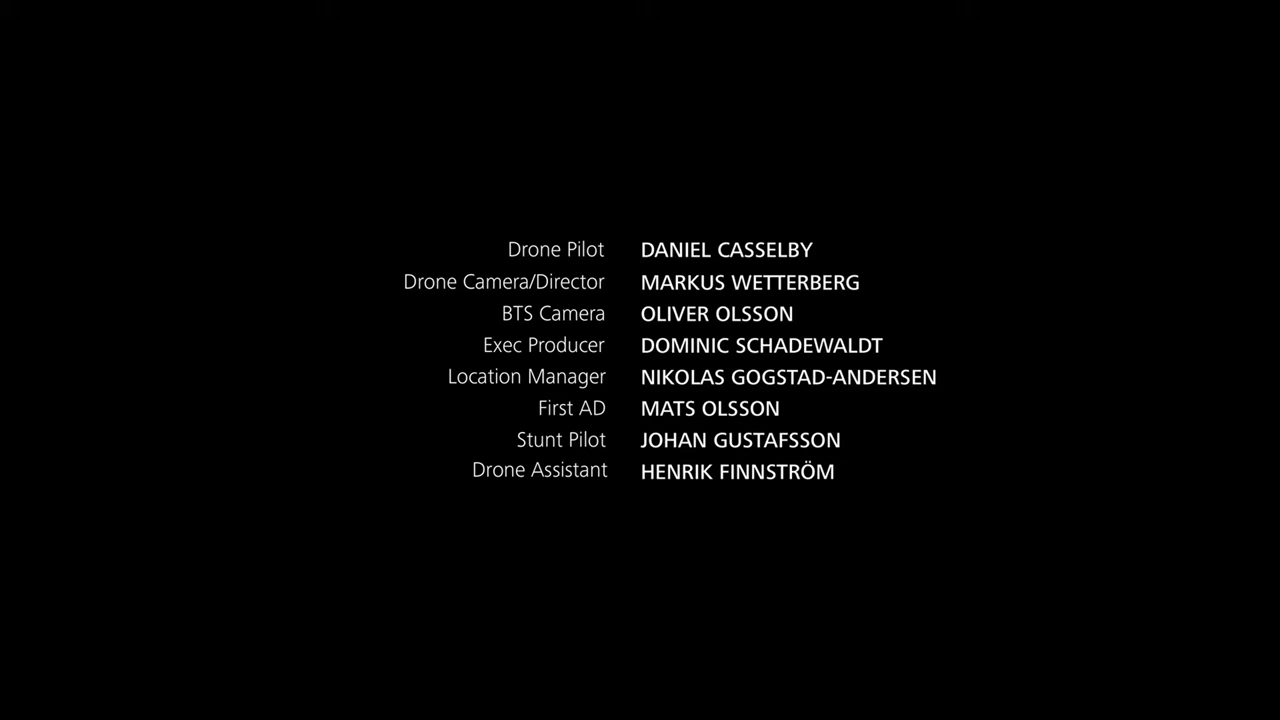 Drone Pilot DANIEL CASSELBY
Drone Camera/Director MARKUS WETTERBERG
BTS Camera OLIVER OLSSON
Exec Producer DOMINIC SCHADEWALDT
Location Manager NIKOLAS GOGSTAD-ANDERSEN
First AD MATS OLSSON
Stunt Pilot JOHAN GUSTAFSSON
Drone Assistant HENRIK FINNSTRÖM